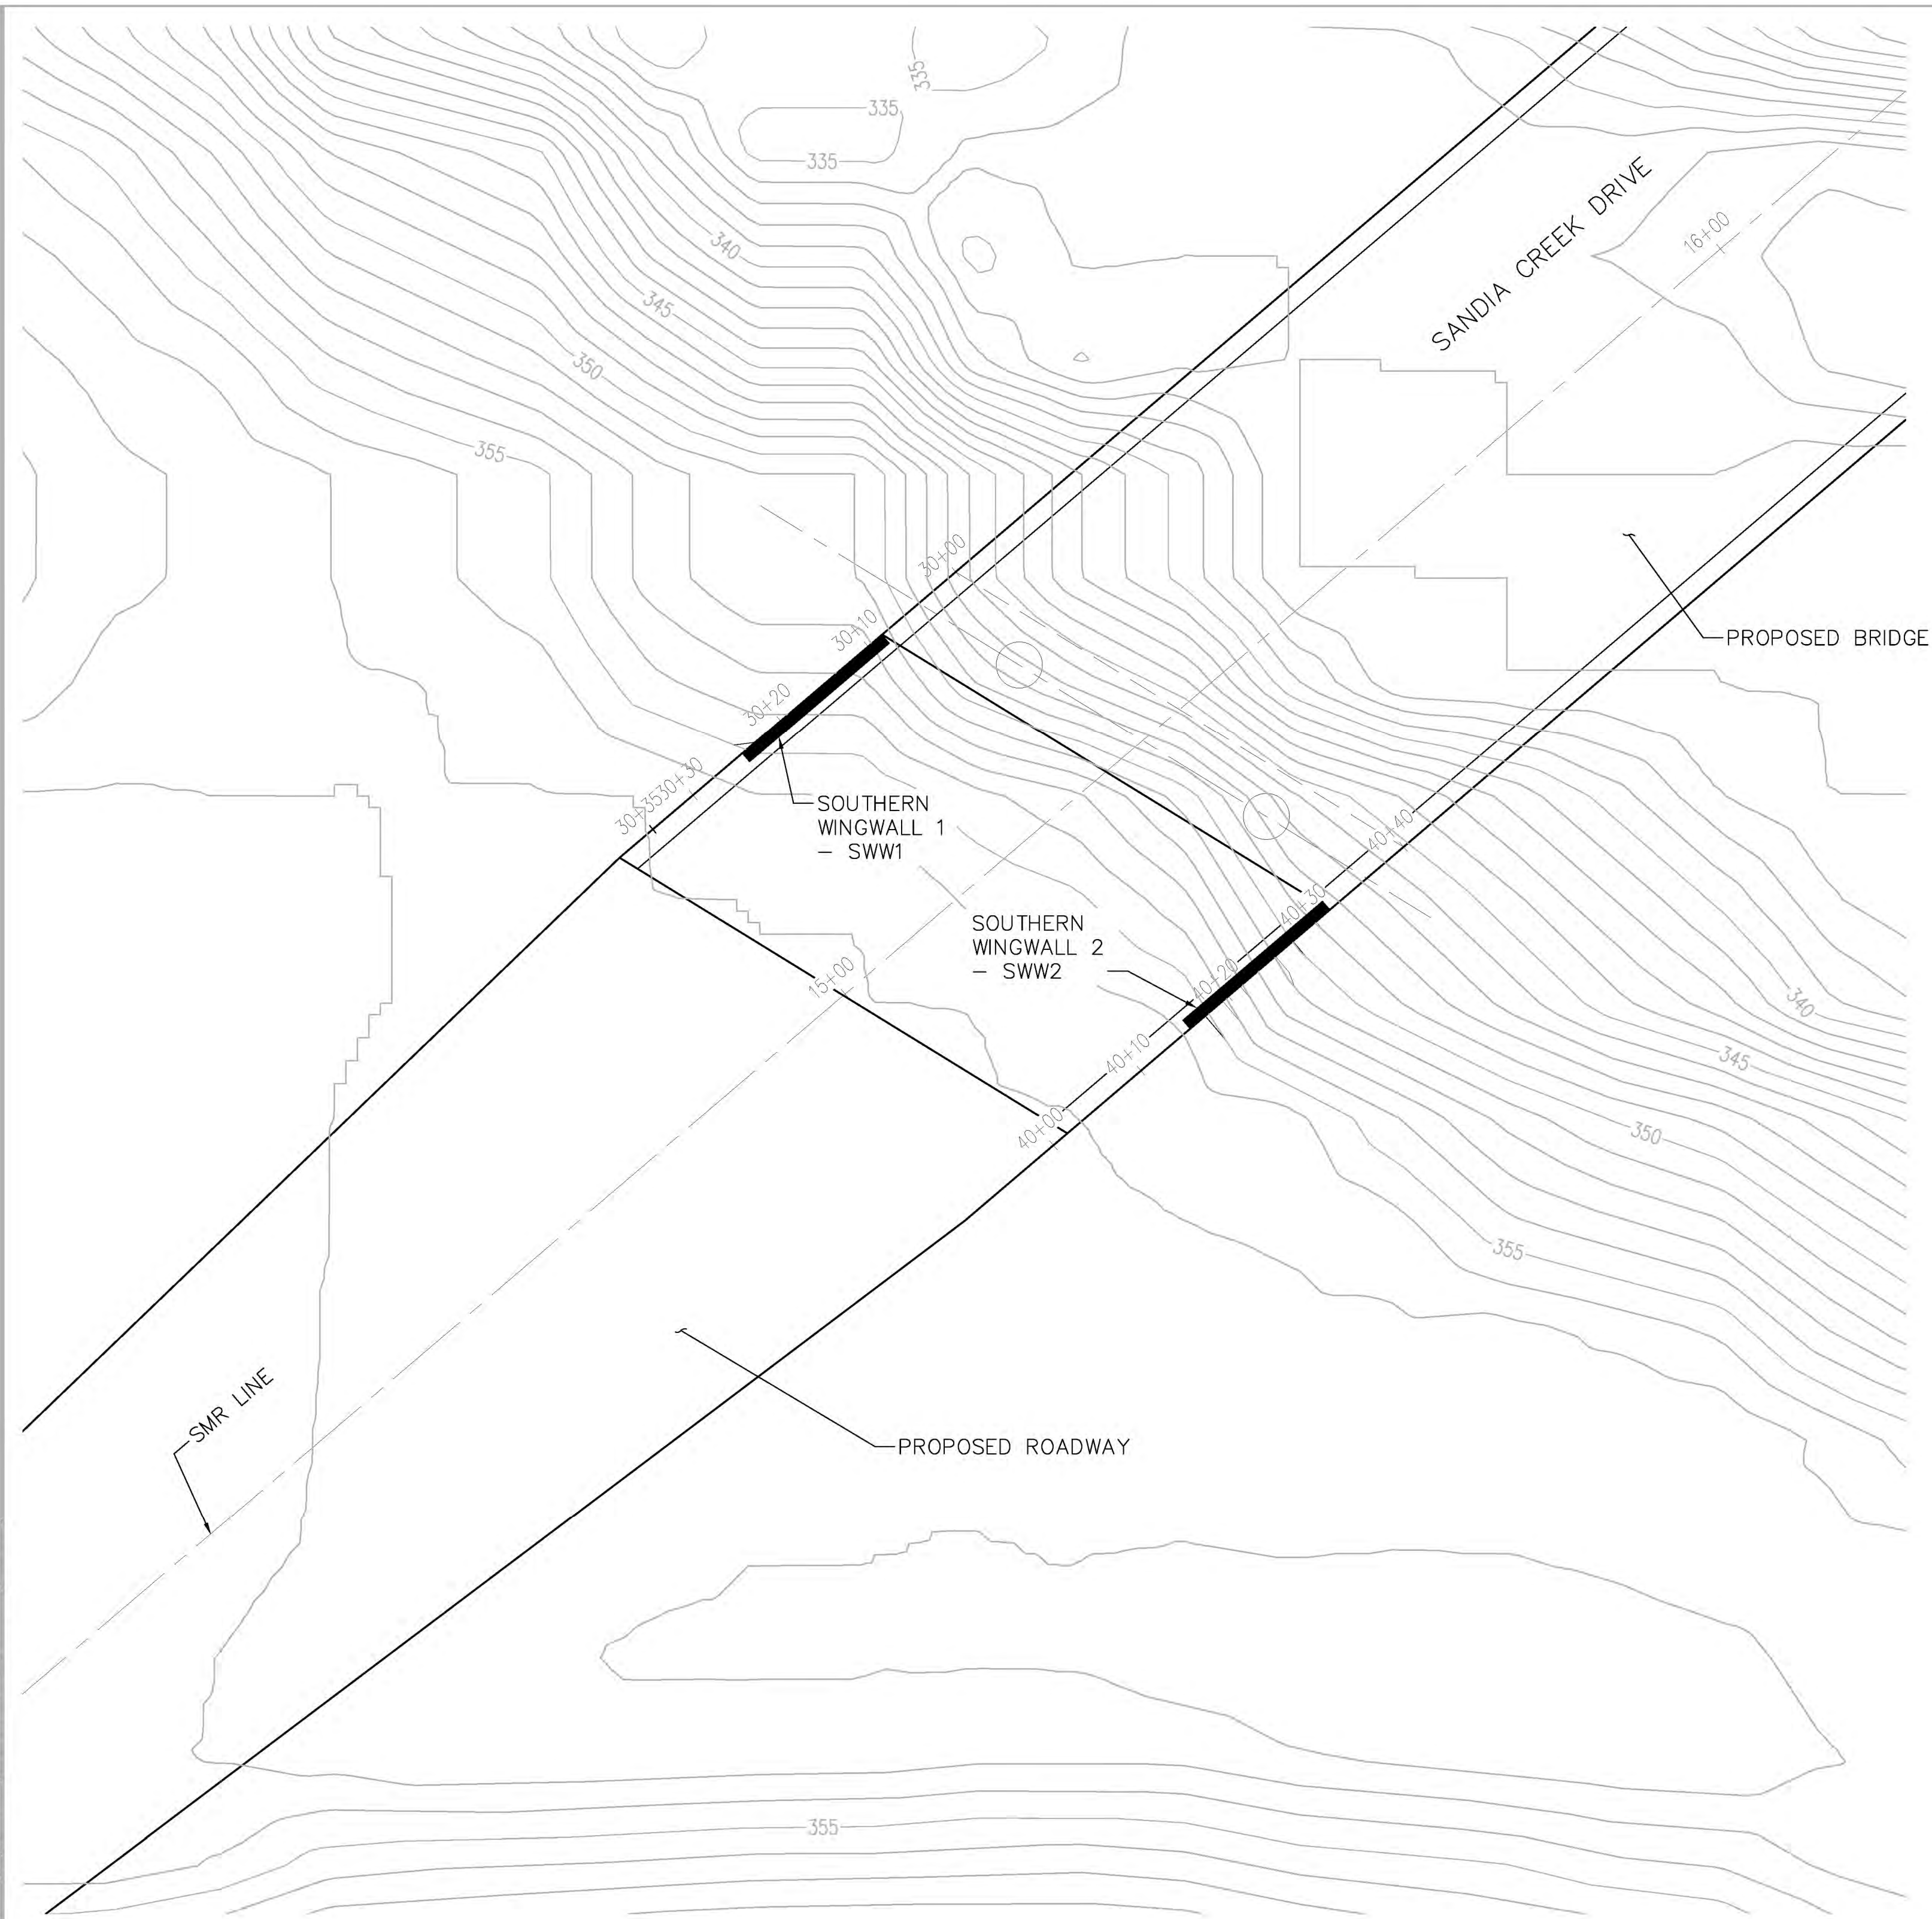 335
335
335
340
345
350
355
SANDIA CREEK DRIVE
16+00
30+00
30+10
30+20
30+30
30+35
PROPOSED BRIDGE
SOUTHERN
WINGWALL 1
– SWW1
40+40
40+30
40+20
SOUTHERN
WINGWALL 2
– SWW2
15+00
40+10
40+00
340
345
350
355
SMR LINE
PROPOSED ROADWAY
355